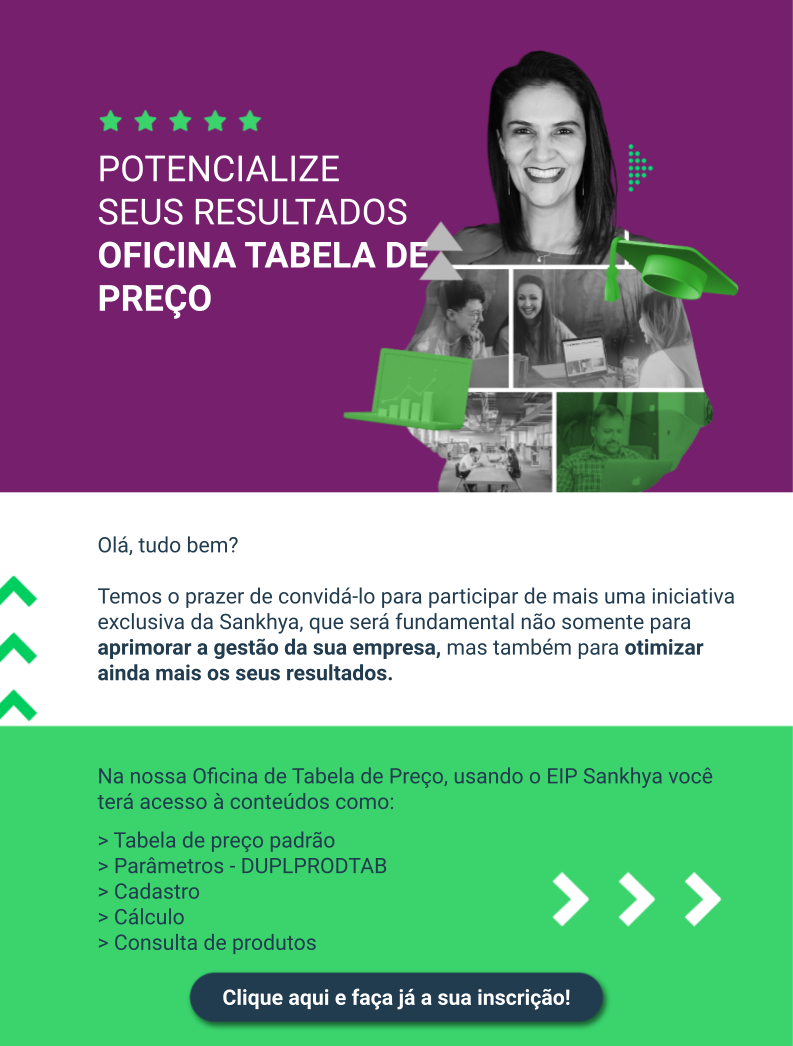 POTENCIALIZE
SEUS RESULTADOS
OFICINA TABELA DE
PREÇO
Olá, tudo bem?
Temos o prazer de convidá-lo para participar de mais uma iniciativa
exclusiva da Sankhya, que será fundamental não somente para
aprimorar a gestão da sua empresa, mas também para otimizar
ainda mais os seus resultados.
Na nossa Oficina de Tabela de Preço, usando o EIP Sankhya você
terá acesso à conteúdos como:
> Tabela de preço padrão
> Parâmetros - DUPLPRODTAB
> Cadastro
> Cálculo
> Consulta de produtos
Clique aqui e faça já a sua inscrição!